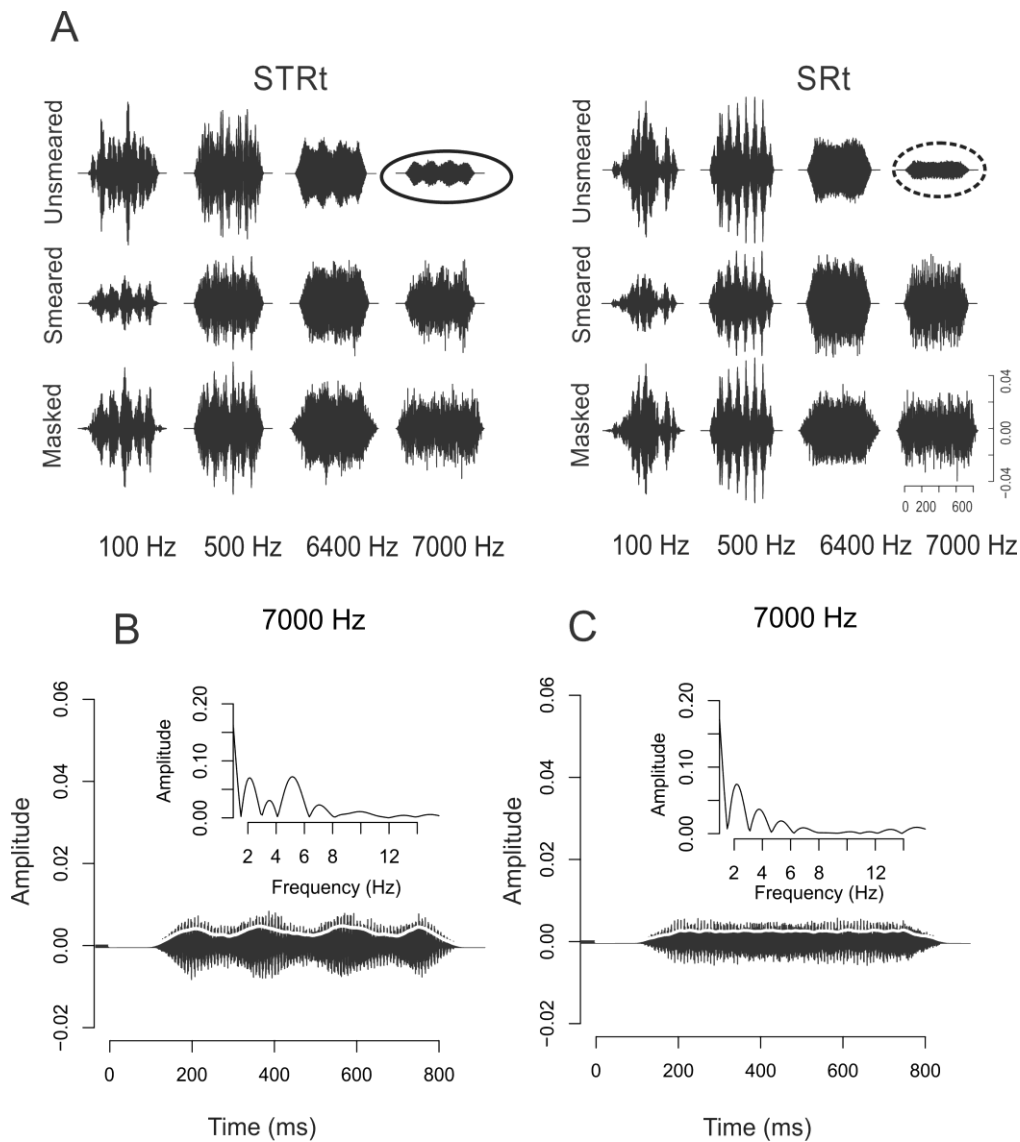 A
STRt
SRt
Unsmeared
Unsmeared
Smeared
Smeared
Masked
Masked
0.04
0.00
-0.04
0 200 600
100 Hz 500 Hz 6400 Hz 7000 Hz
100 Hz 500 Hz 6400 Hz 7000 Hz
B
7000 Hz
Amplitude
0.06
0.04
0.02
0.00
−0.02
Amplitude
0.20
0.10
0.00
2 4 6 8 12
Frequency (Hz)
0 200 400 600 800
Time (ms)
C
7000 Hz
Amplitude
0.06
0.04
0.02
0.00
−0.02
Amplitude
0.20
0.10
0.00
2 4 6 8 12
Frequency (Hz)
0 200 400 600 800
Time (ms)